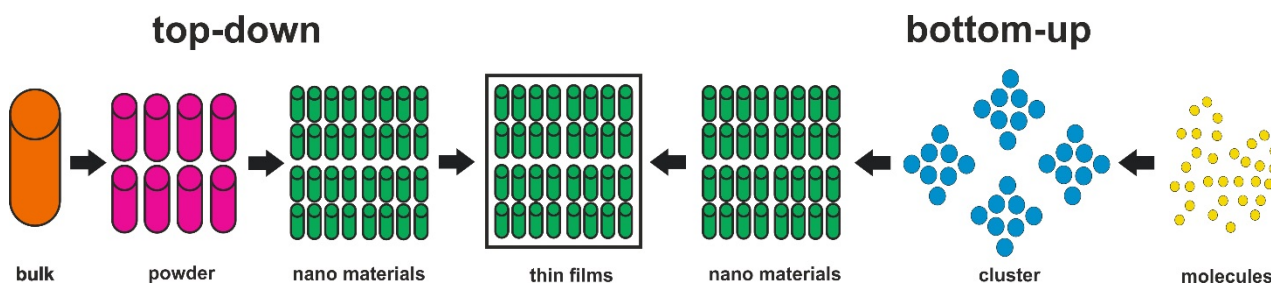 top-down
bottom-up
bulk
powder
nano materials
thin films
nano materials
cluster
molecules